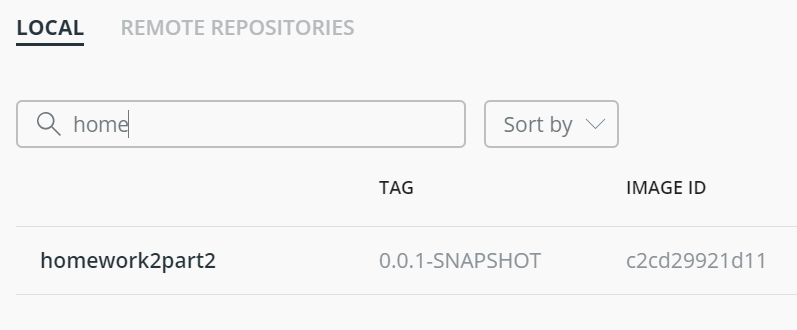 LOCAL REMOTE REPOSITORIES
home Sort by
TAG IMAGE ID
homework2part2 0.0.1-SNAPSHOT c2cd29921d11